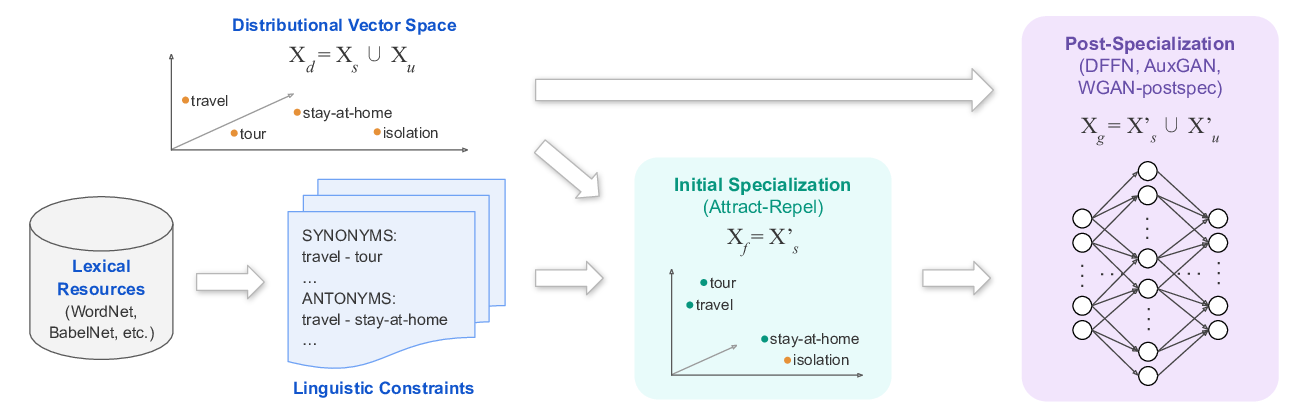 Distributional Vector Space
X_d = X_s ∪ X_u
travel
stay-at-home
tour
isolation
Lexical
Resources
(WordNet,
BabelNet, etc.)
SYNONYMS:
travel - tour
...
ANTONYMS:
travel - stay-at-home
...
Linguistic Constraints
Initial Specialization
(Attract-Repel)
X_f = X'_s
tour
travel
stay-at-home
isolation
Post-Specialization
(DFFN, AuxGAN,
WGAN-postspec)
X_g = X'_s ∪ X'_u